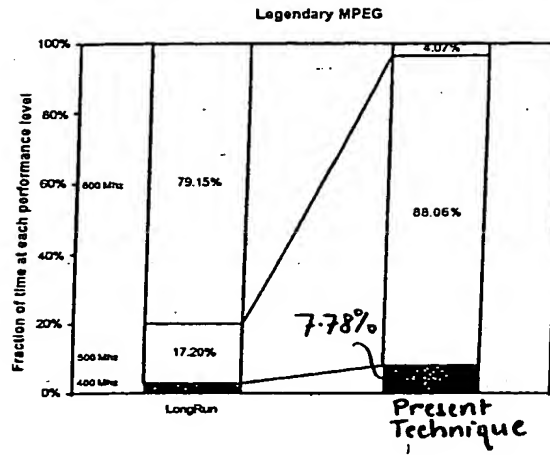 Legendary MPEG
Fraction of time at each performance level
100%
80%
60%
40%
20%
0%
600 Mhz
500 Mhz
400 Mhz
79.15%
17.20%
4.07%
88.06%
7.78%
LongRun
Present
Technique